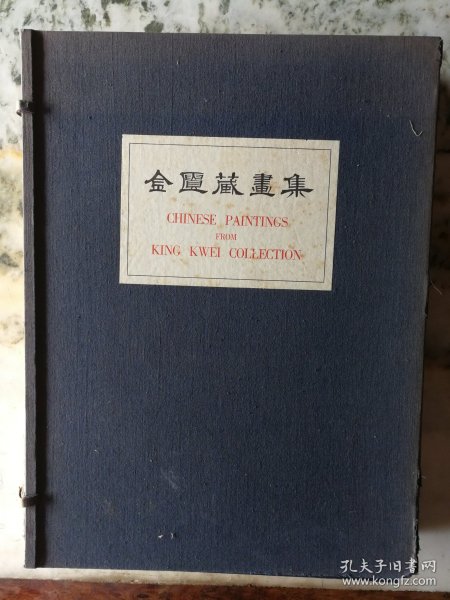 金匱藏畫集
CHINESE PAINTINGS
FROM
KING KWEI COLLECTION
孔夫子旧书网
www.kongfz.com